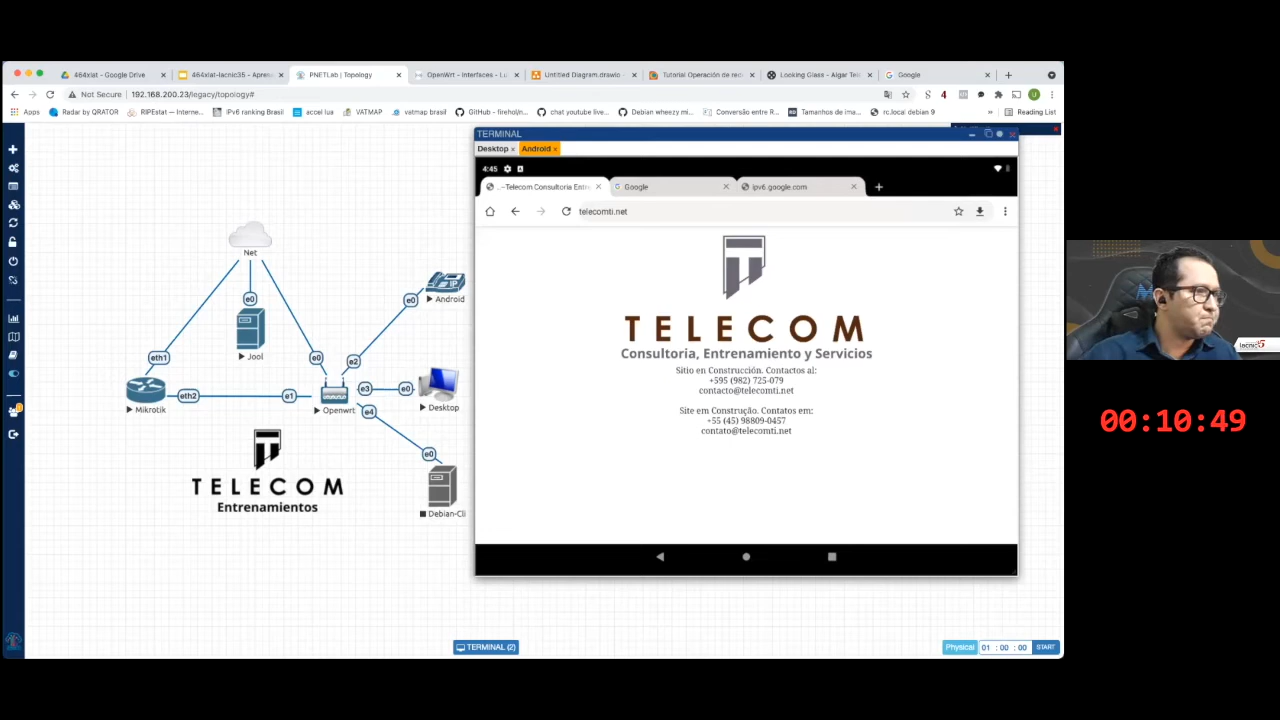 464xlat - Google Drive
464xlat-lacnic35 - Apren
PNETLab | Topology
OpenWrt - Interfaces - Lu
Untitled Diagram.drawio
Tutorial Operación de rec
Looking Glass - Algar Tel
Google
Not Secure
192.168.200.23/legacy/topology#
Apps
Radar by QRATOR
RIPEstat — Interne...
IPv6 ranking Brasil
accel lua
VATMAP
vatmap brasil
GitHub - firehol/n...
chat youtube live...
Debian wheezy mi...
Conversión entre R...
Tamanhos de ima...
rc.local debian 9
»
Reading List
TERMINAL
Desktop
Android
4:45
. –Telecom Consultoria Entre
Google
ipv6.google.com
telecomti.net
TELECOM
Consultoria, Entrenamiento y Servicios
Sitio en Construcción. Contactos al:
+595 (982) 725-079
contacto@telecomti.net
Site em Construção. Contatos em:
+55 (45) 98809-0457
contato@telecomti.net
Net
e0
Jool
eth1
e0
e2
e0
Android
IP
Mikrotik
eth2
e1
Openwrt
e3
e0
Desktop
e4
e0
Debian-Cli
TELECOM
Entrenamientos
TERMINAL (2)
Physical
01 : 00 : 00
START
lacnic
00:10:49